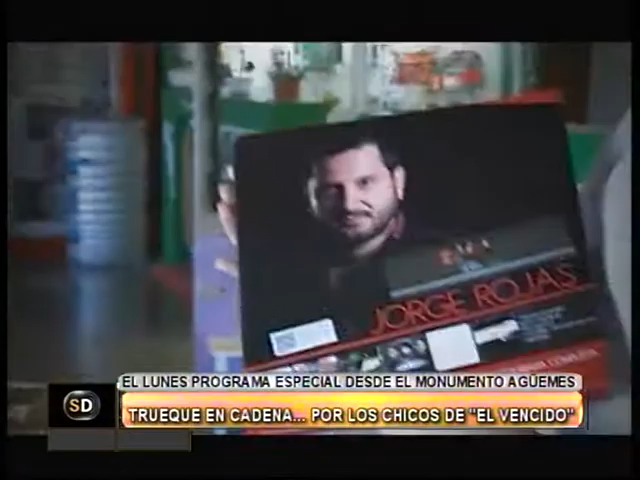 JORGE ROJAS
EL LUNES PROGRAMA ESPECIAL DESDE EL MONUMENTO AGÜEMES
SD
TRUEQUE EN CADENA... POR LOS CHICOS DE "EL VENCIDO"